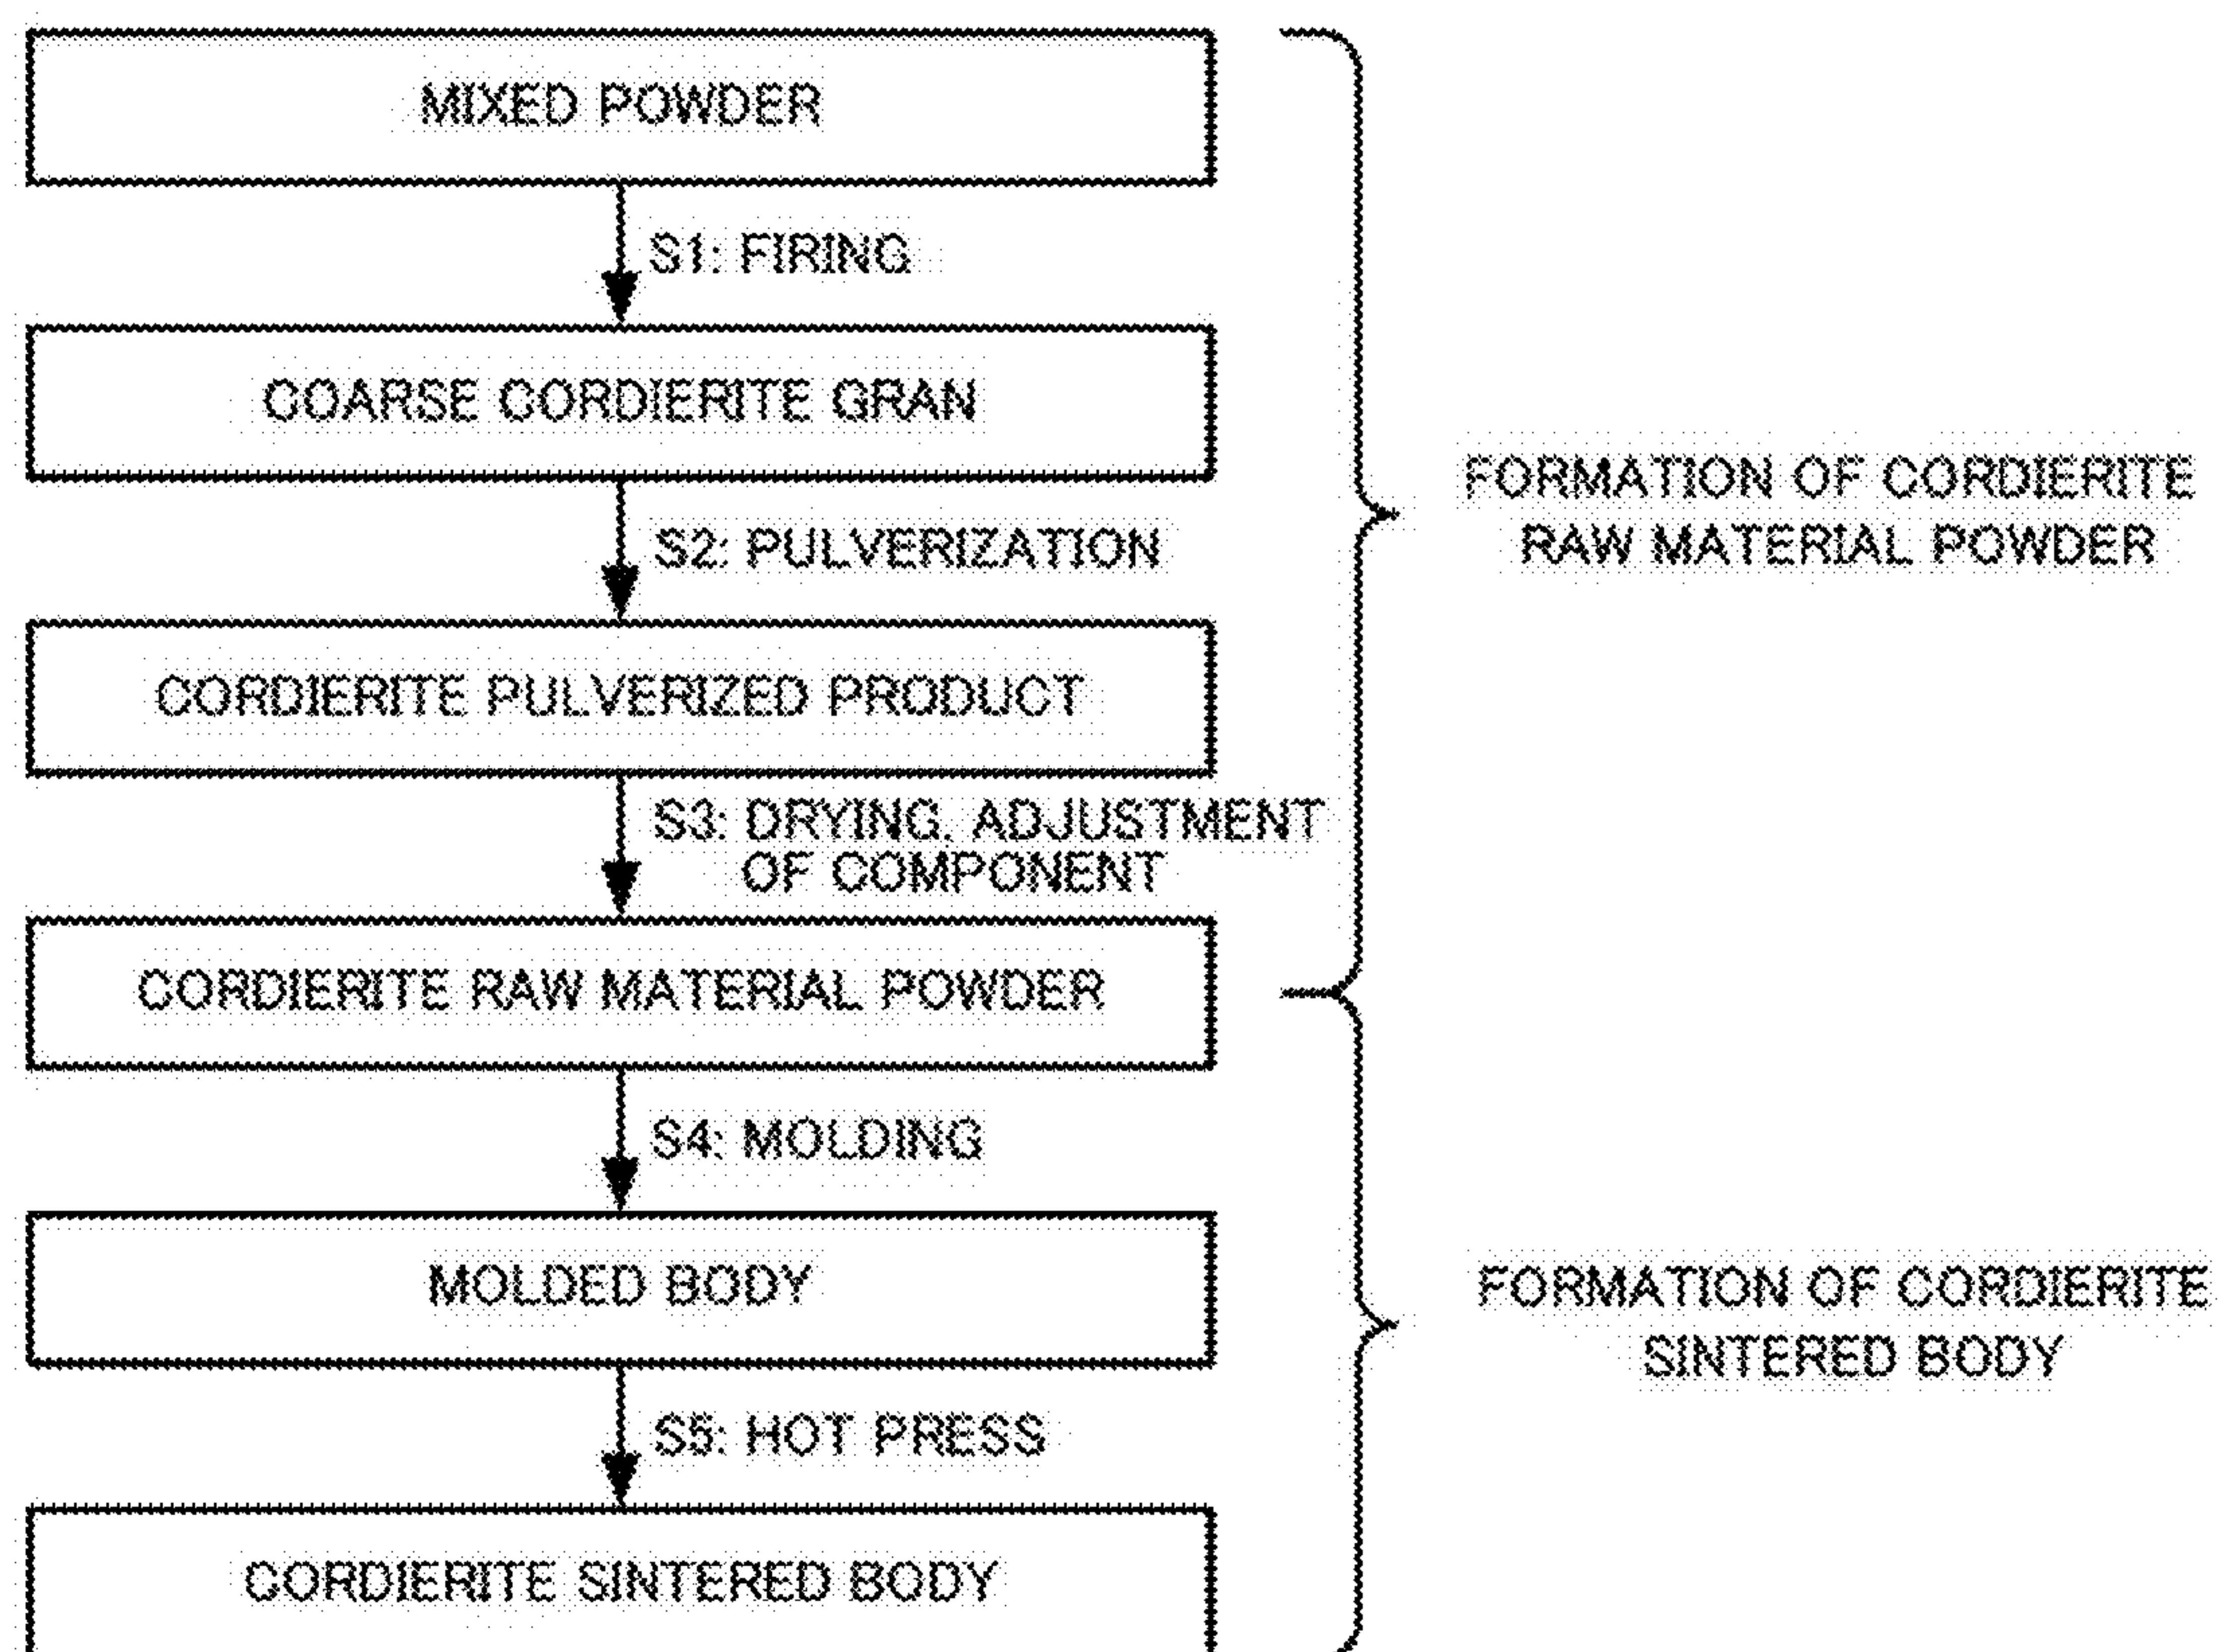 MIXED POWDER
S1: FIRING
COARSE CORDIERITE GRAN
S2: PULVERIZATION
FORMATION OF CORDIERITE
RAW MATERIAL POWDER
CORDIERITE PULVERIZED PRODUCT
S3: DRYING, ADJUSTMENT
OF COMPONENT
CORDIERITE RAW MATERIAL POWDER
S4: MOLDING
MOLDED BODY
FORMATION OF CORDIERITE
SINTERED BODY
S5: HOT PRESS
CORDIERITE SINTERED BODY